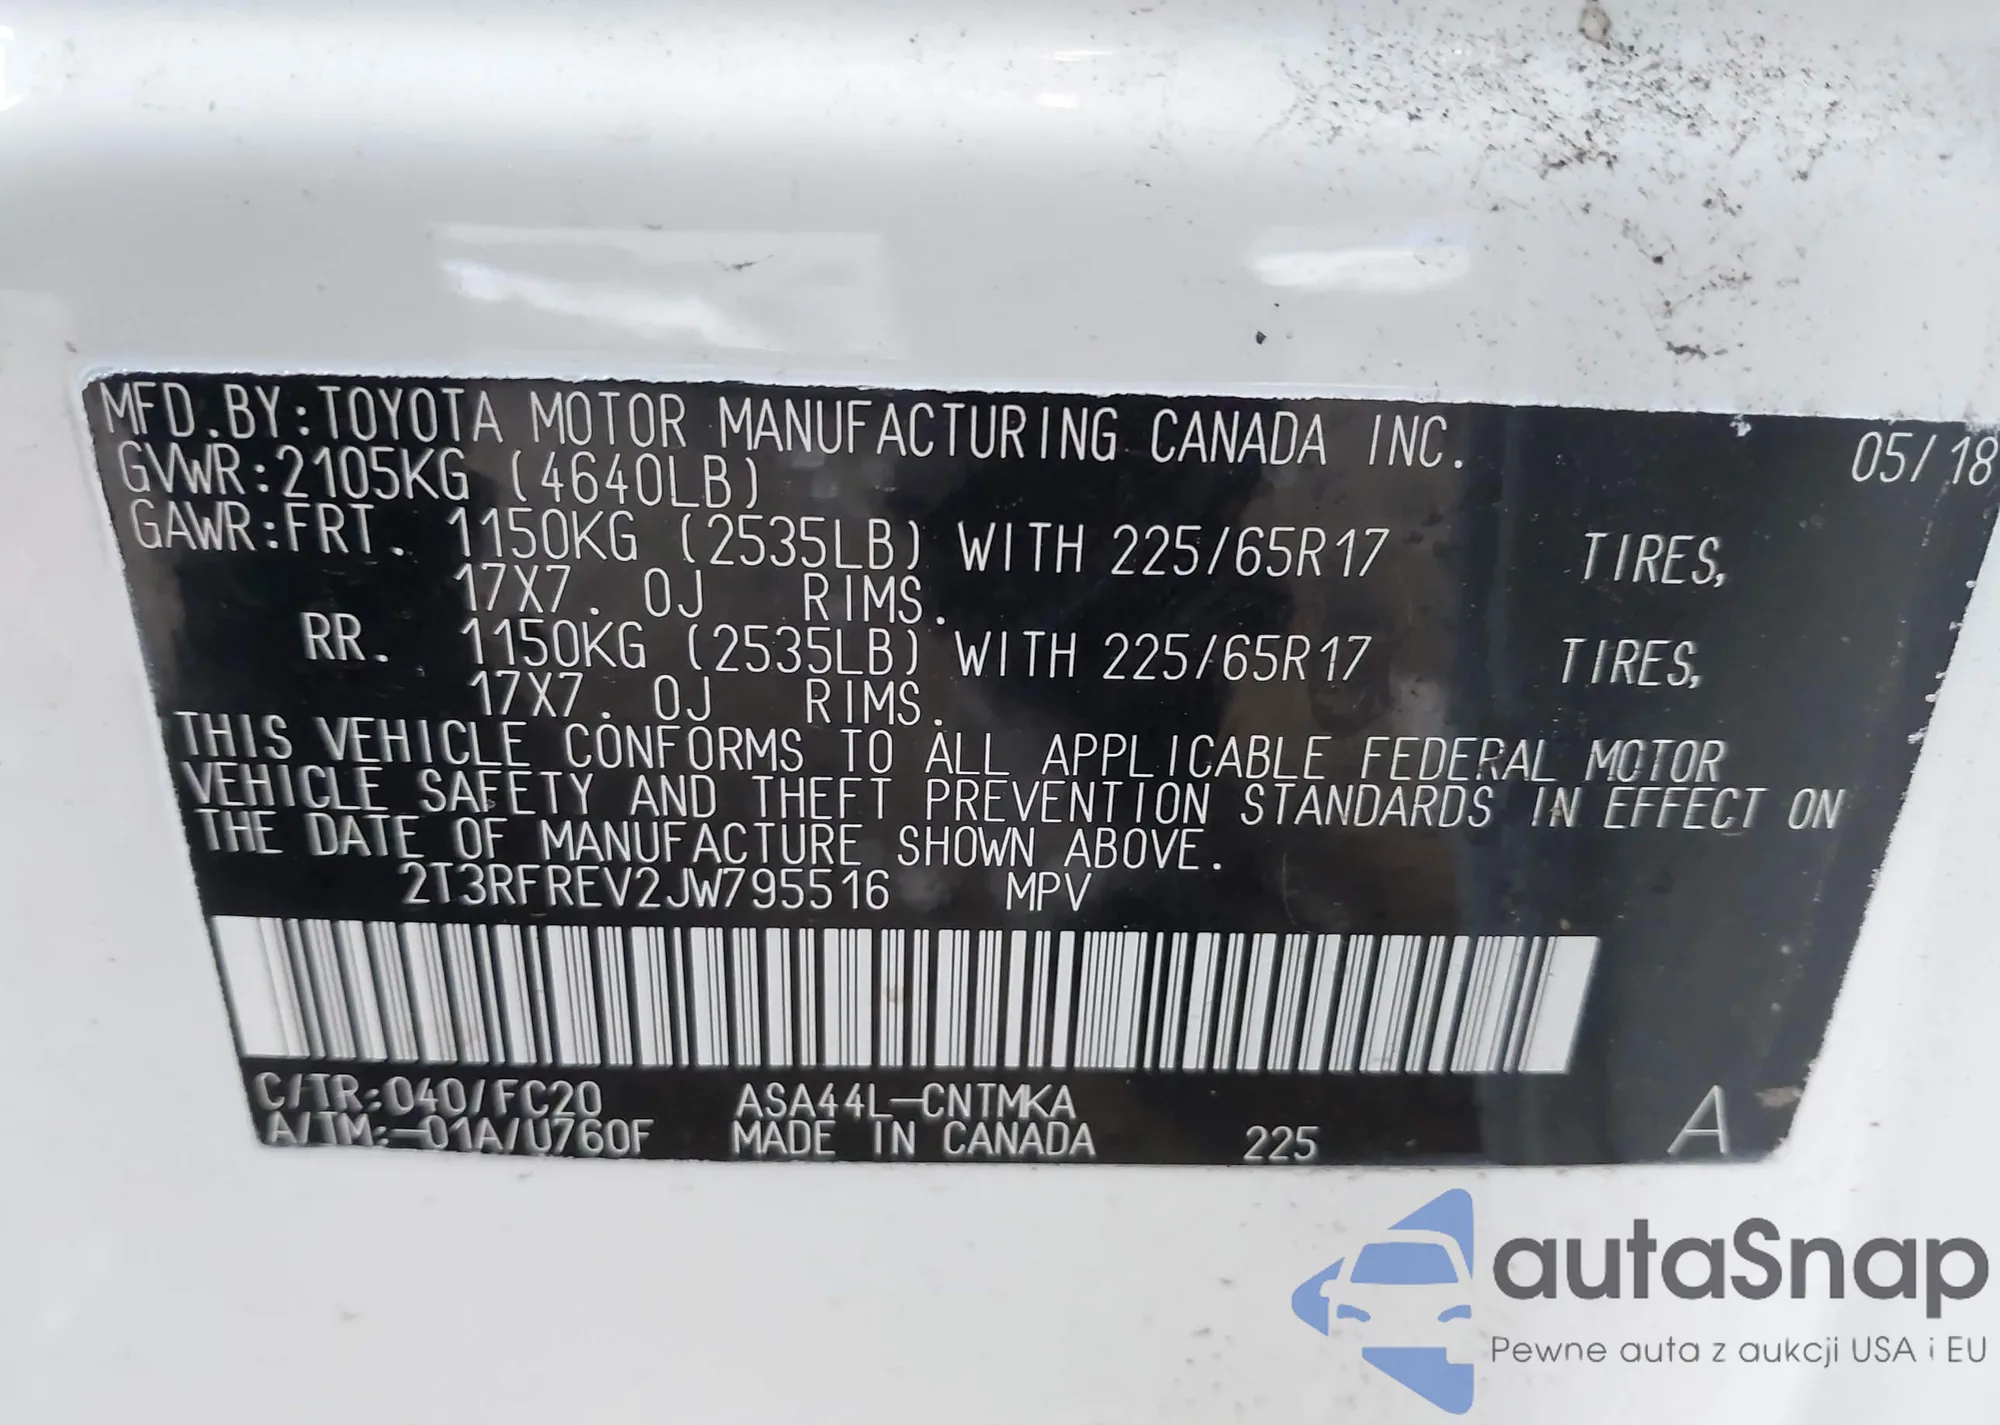 MFD.BY:TOYOTA MOTOR MANUFACTURING CANADA INC. 05/18
GVWR:2105KG (4640LB)
GAWR:FRT. 1150KG (2535LB) WITH 225/65R17 TIRES,
17X7.0J RIMS.
RR. 1150KG (2535LB) WITH 225/65R17 TIRES,
17X7.0J RIMS.
THIS VEHICLE CONFORMS TO ALL APPLICABLE FEDERAL MOTOR
VEHICLE SAFETY AND THEFT PREVENTION STANDARDS IN EFFECT ON
THE DATE OF MANUFACTURE SHOWN ABOVE.
2T3RFREV2JW795516 MPV
C/TR:040/FC20 ASA44L-CNTMKA
A/TM:-01A/U760F MADE IN CANADA 225 A
autaSnap
Pewne auta z aukcji USA i EU